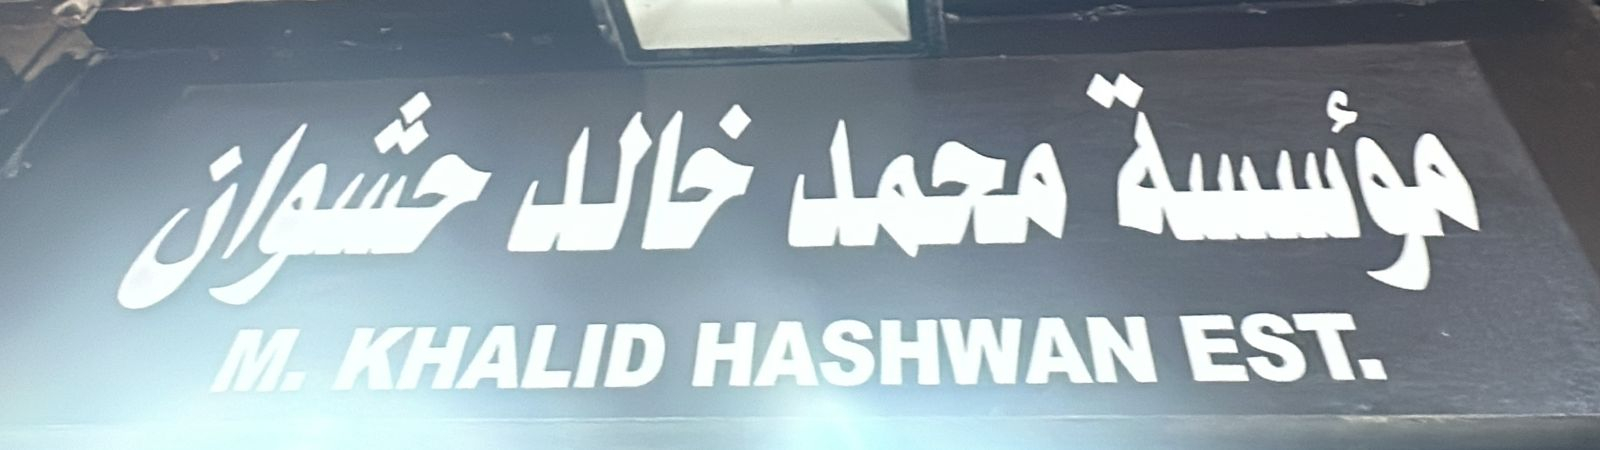 مؤسسة محمد خالد حشوان
M. KHALID HASHWAN EST.